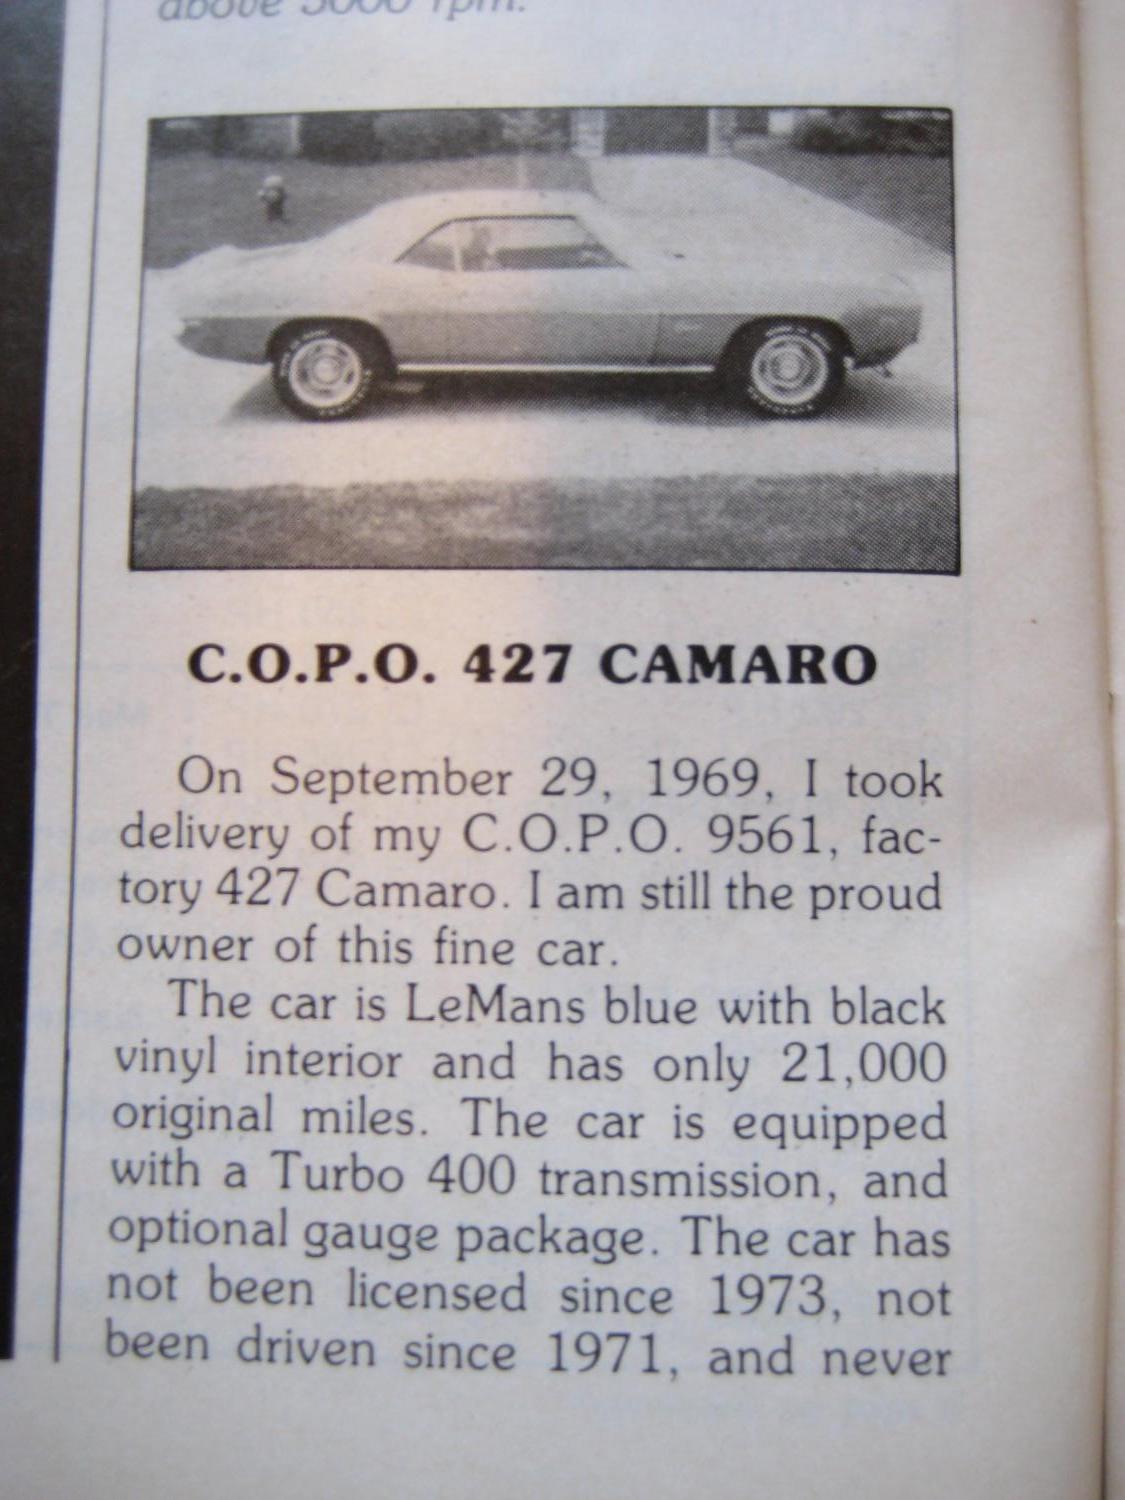 above 5000 rpm.
C.O.P.O. 427 CAMARO
On September 29, 1969, I took
delivery of my C.O.P.O. 9561, fac-
tory 427 Camaro. I am still the proud
owner of this fine car.
The car is LeMans blue with black
vinyl interior and has only 21,000
original miles. The car is equipped
with a Turbo 400 transmission, and
optional gauge package. The car has
not been licensed since 1973, not
been driven since 1971, and never